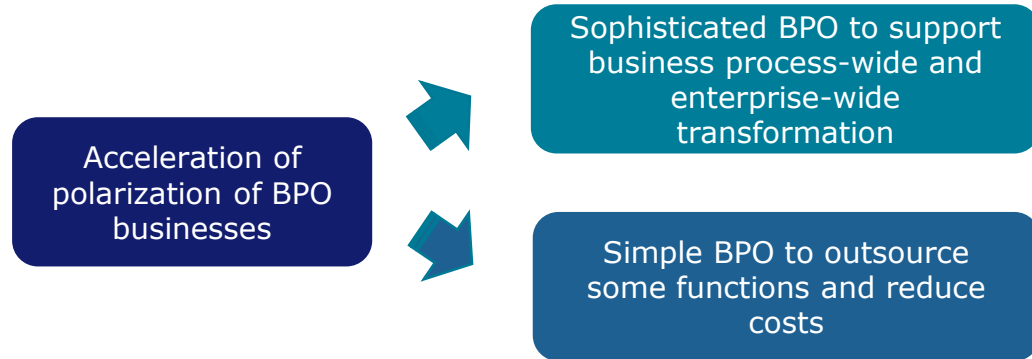 Acceleration of
polarization of BPO
businesses
Sophisticated BPO to support
business process-wide and
enterprise-wide
transformation
Simple BPO to outsource
some functions and reduce
costs